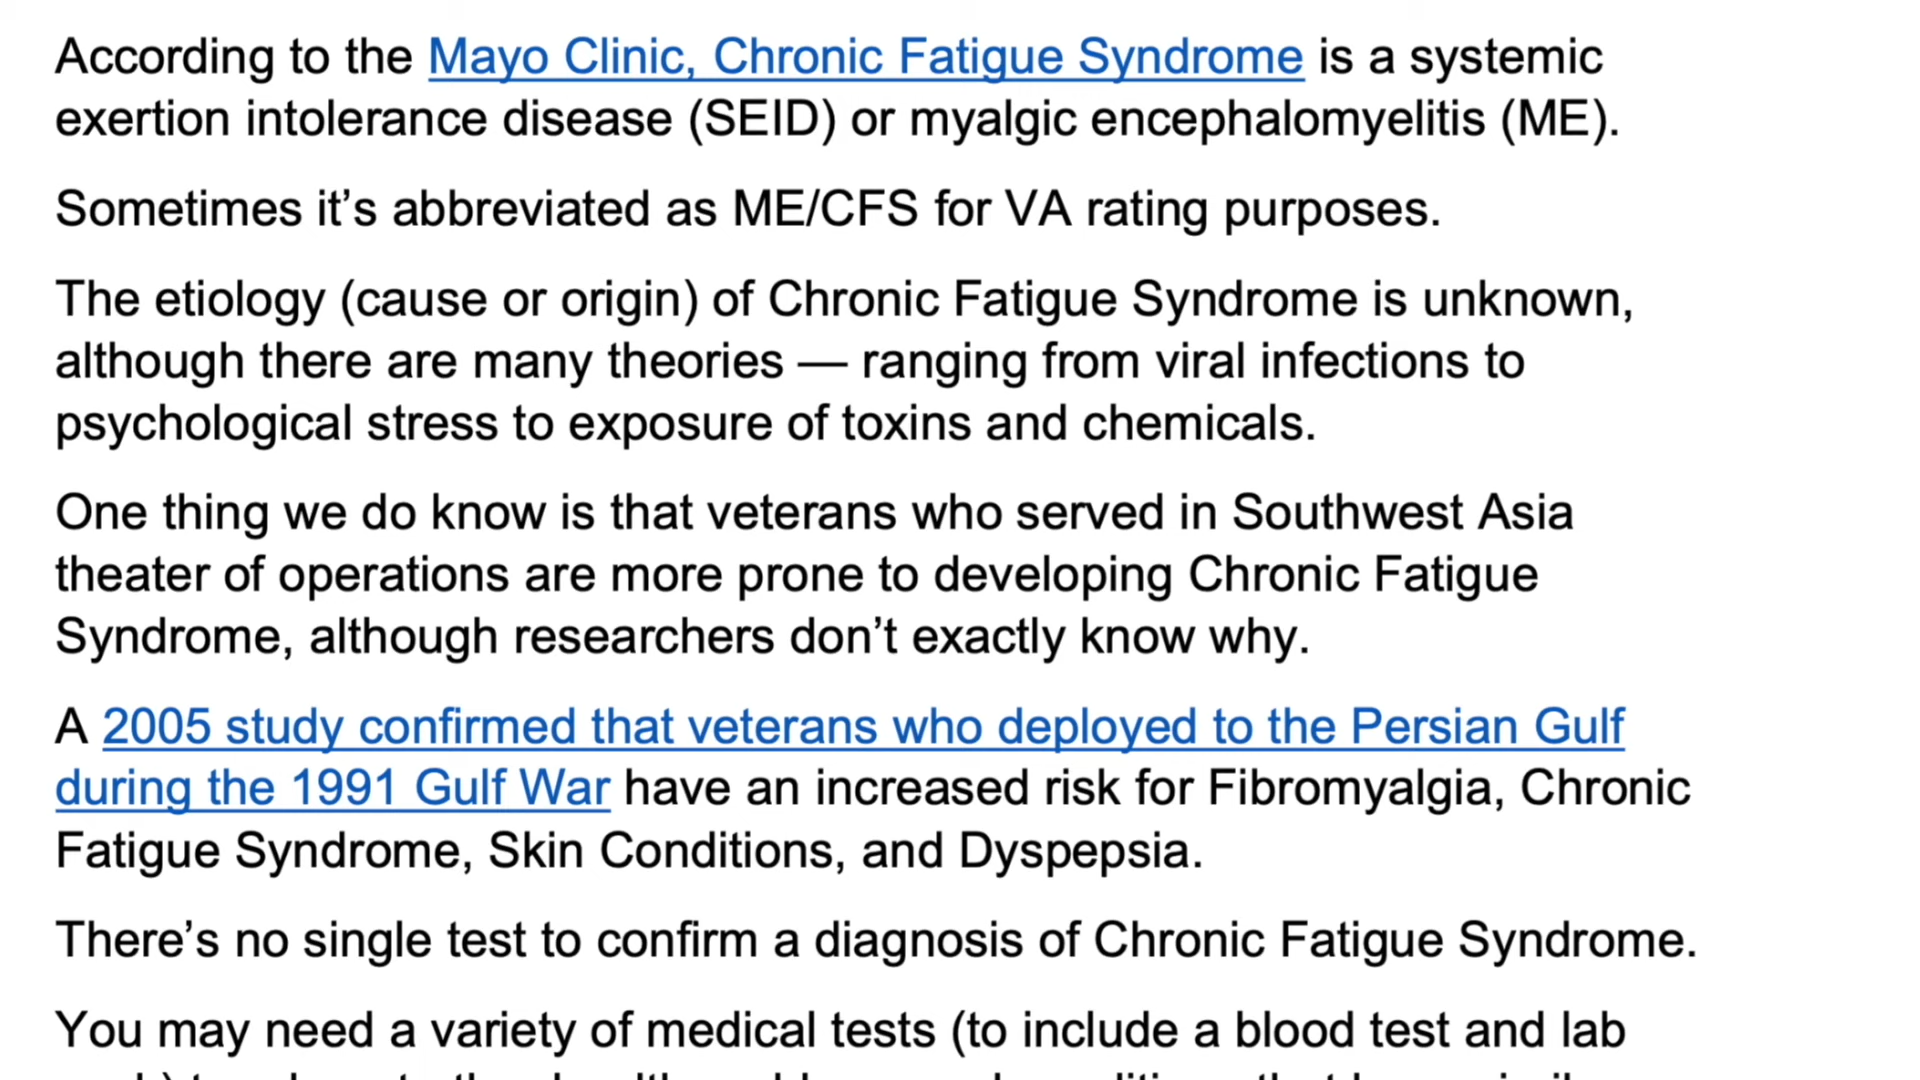 According to the Mayo Clinic, Chronic Fatigue Syndrome is a systemic
exertion intolerance disease (SEID) or myalgic encephalomyelitis (ME).
Sometimes it’s abbreviated as ME/CFS for VA rating purposes.
The etiology (cause or origin) of Chronic Fatigue Syndrome is unknown,
although there are many theories — ranging from viral infections to
psychological stress to exposure of toxins and chemicals.
One thing we do know is that veterans who served in Southwest Asia
theater of operations are more prone to developing Chronic Fatigue
Syndrome, although researchers don’t exactly know why.
A 2005 study confirmed that veterans who deployed to the Persian Gulf
during the 1991 Gulf War have an increased risk for Fibromyalgia, Chronic
Fatigue Syndrome, Skin Conditions, and Dyspepsia.
There’s no single test to confirm a diagnosis of Chronic Fatigue Syndrome.
You may need a variety of medical tests (to include a blood test and lab